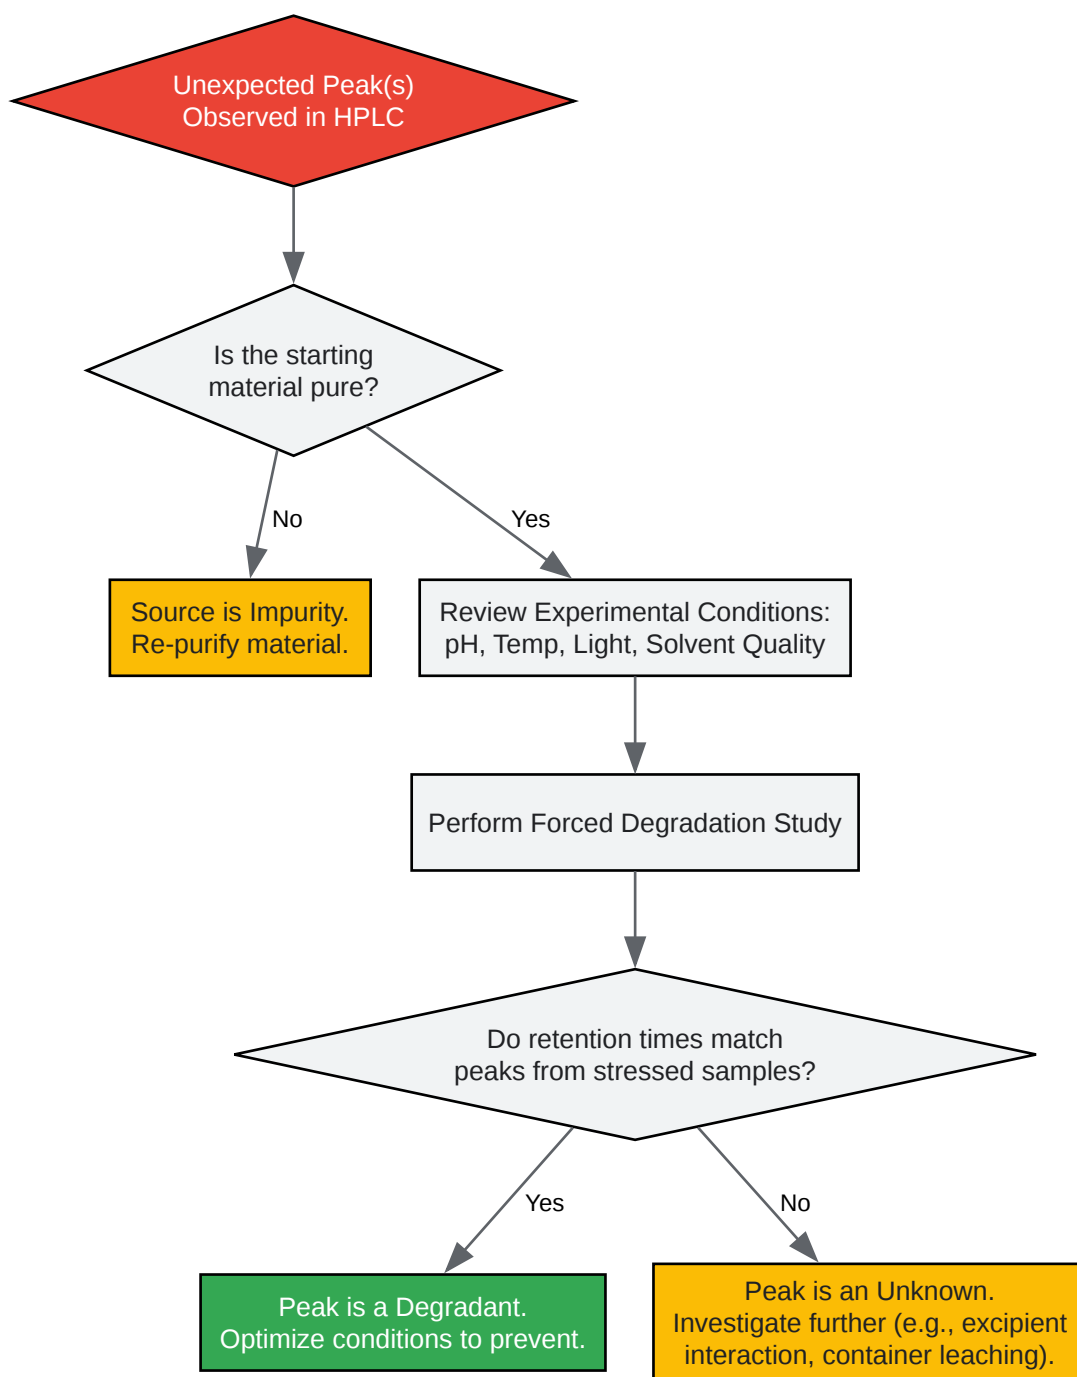 Unexpected Peak(s)
Observed in HPLC
Is the starting
material pure?
No
Yes
Source is Impurity.
Re-purify material.
Review Experimental Conditions:
pH, Temp, Light, Solvent Quality
Perform Forced Degradation Study
Do retention times match
peaks from stressed samples?
Yes
No
Peak is a Degradant.
Optimize conditions to prevent.
Peak is an Unknown.
Investigate further (e.g., excipient
interaction, container leaching).